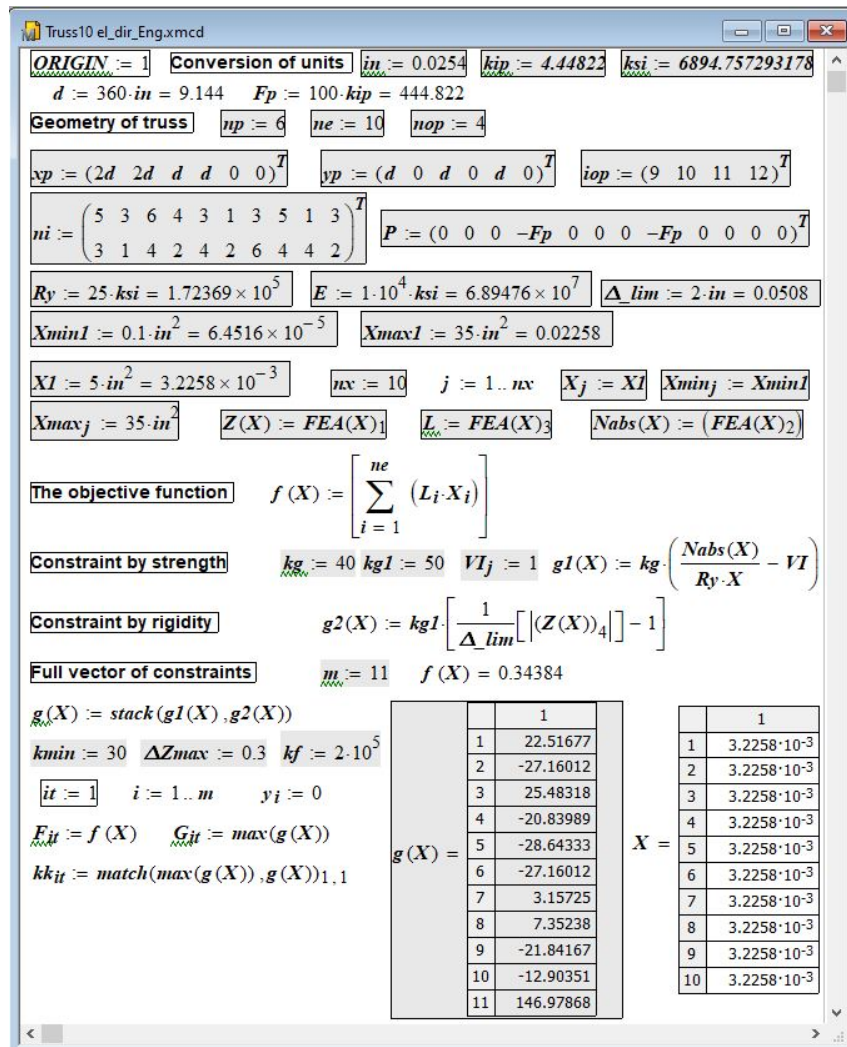 Truss10 el_dir_Eng.xmcd
ORIGIN := 1 Conversion of units in := 0.0254 kip := 4.44822 ksi := 6894.757293178
d := 360·in = 9.144 Fp := 100·kip = 444.822
Geometry of truss np := 6 ne := 10 nop := 4
xp := (2d 2d d d 0 0)^T yp := (d 0 d 0 d 0)^T iop := (9 10 11 12)^T
ni := (5 3 6 4 3 1 3 5 1 3
3 1 4 2 4 2 6 4 4 2)^T P := (0 0 0 −Fp 0 0 0 −Fp 0 0 0 0)^T
Ry := 25·ksi = 1.72369 × 10^5 E := 1·10^4·ksi = 6.89476 × 10^7 Δ_lim := 2·in = 0.0508
Xmin1 := 0.1·in^2 = 6.4516 × 10^−5 Xmax1 := 35·in^2 = 0.02258
X1 := 5·in^2 = 3.2258 × 10^−3 nx := 10 j := 1 .. nx X_j := X1 Xmin_j := Xmin1
Xmax_j := 35·in^2 Z(X) := FEA(X)_1 L := FEA(X)_3 Nabs(X) := (FEA(X)_2)
The objective function f (X) := [∑_{i = 1}^{ne} (L_i·X_i)]
Constraint by strength kg := 40 kg1 := 50 VI_j := 1 g1(X) := kg·(Nabs(X)/(Ry·X) − VI)
Constraint by rigidity g2(X) := kg1·[1/Δ_lim [|(Z(X))_4|] − 1]
Full vector of constraints m := 11 f (X) = 0.34384
g(X) := stack(g1(X) ,g2(X))
kmin := 30 ΔZmax := 0.3 kf := 2·10^5
it := 1 i := 1 .. m y_i := 0
F_it := f (X) G_it := max(g(X))
kk_it := match(max(g(X)) ,g(X))_1,1
g(X) =
1
1 22.51677
2 -27.16012
3 25.48318
4 -20.83989
5 -28.64333
6 -27.16012
7 3.15725
8 7.35238
9 -21.84167
10 -12.90351
11 146.97868
X =
1
1 3.2258·10^-3
2 3.2258·10^-3
3 3.2258·10^-3
4 3.2258·10^-3
5 3.2258·10^-3
6 3.2258·10^-3
7 3.2258·10^-3
8 3.2258·10^-3
9 3.2258·10^-3
10 3.2258·10^-3